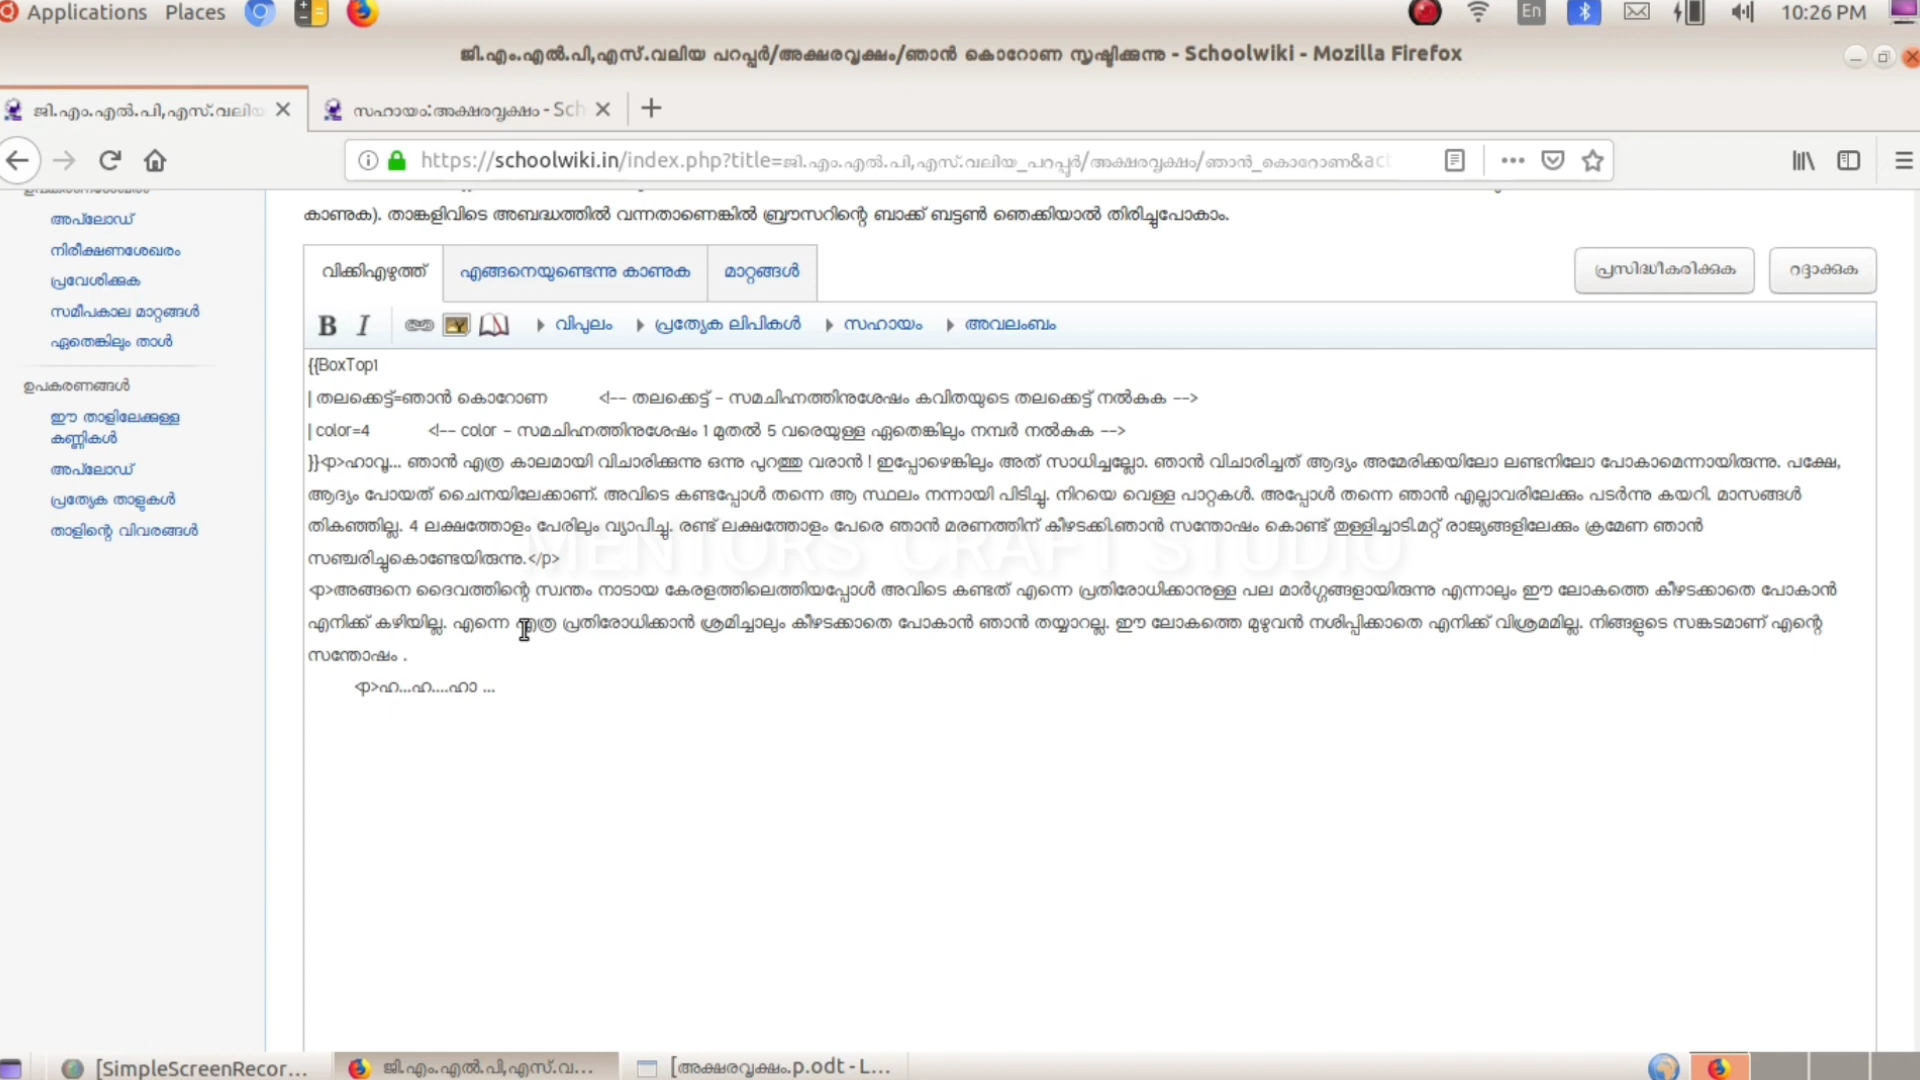 Applications Places En 10:26 PM
ജി.എം.എൽ.പി,എസ്.വലിയ പറപ്പൂർ/അക്ഷരവൃക്ഷം/ഞാൻ കൊറോണ സൃഷ്ടിക്കുന്നു - Schoolwiki - Mozilla Firefox
ജി.എം.എൽ.പി,എസ്.വലിയ സഹായം:അക്ഷരവൃക്ഷം - Sch
https://schoolwiki.in/index.php?title=ജി.എം.എൽ.പി,എസ്.വലിയ_പറപ്പൂർ/അക്ഷരവൃക്ഷം/ഞാൻ_കൊറോണ&act
കാണുക). താങ്കളിവിടെ അബദ്ധത്തിൽ വന്നതാണെങ്കിൽ ബ്രൗസറിന്റെ ബാക്ക് ബട്ടൺ ഞെക്കിയാൽ തിരിച്ചുപോകാം.
അപ്‌ലോഡ്
നിരീക്ഷണശേഖരം
പ്രവേശിക്കുക
സമീപകാല മാറ്റങ്ങൾ
ഏതെങ്കിലും താൾ
ഉപകരണങ്ങൾ
ഈ താളിലേക്കുള്ള
കണ്ണികൾ
അപ്‌ലോഡ്
പ്രത്യേക താളുകൾ
താളിന്റെ വിവരങ്ങൾ
വിക്കിഎഴുത്ത് എങ്ങനെയുണ്ടെന്നു കാണുക മാറ്റങ്ങൾ പ്രസിദ്ധീകരിക്കുക റദ്ദാക്കുക
B I വിപുലം പ്രത്യേക ലിപികൾ സഹായം അവലംബം
{{BoxTop1
| തലക്കെട്ട്=ഞാൻ കൊറോണ <!-- തലക്കെട്ട് - സമചിഹ്നത്തിനുശേഷം കവിതയുടെ തലക്കെട്ട് നൽകുക -->
| color=4 <!-- color - സമചിഹ്നത്തിനുശേഷം 1 മുതൽ 5 വരെയുള്ള ഏതെങ്കിലും നമ്പർ നൽകുക -->
}}<p>ഹാവൂ... ഞാൻ എത്ര കാലമായി വിചാരിക്കുന്നു ഒന്നു പുറത്തു വരാൻ ! ഇപ്പോഴെങ്കിലും അത് സാധിച്ചല്ലോ. ഞാൻ വിചാരിച്ചത് ആദ്യം അമേരിക്കയിലോ ലണ്ടനിലോ പോകാമെന്നായിരുന്നു. പക്ഷേ,
ആദ്യം പോയത് ചൈനയിലേക്കാണ്. അവിടെ കണ്ടപ്പോൾ തന്നെ ആ സ്ഥലം നന്നായി പിടിച്ചു. നിറയെ വെള്ള പാറ്റകൾ. അപ്പോൾ തന്നെ ഞാൻ എല്ലാവരിലേക്കും പടർന്നു കയറി. മാസങ്ങൾ
തികഞ്ഞില്ല. 4 ലക്ഷത്തോളം പേരിലും വ്യാപിച്ചു. രണ്ട് ലക്ഷത്തോളം പേരെ ഞാൻ മരണത്തിന് കീഴടക്കി.ഞാൻ സന്തോഷം കൊണ്ട് തുള്ളിച്ചാടി.മറ്റ് രാജ്യങ്ങളിലേക്കും ക്രമേണ ഞാൻ
സഞ്ചരിച്ചുകൊണ്ടേയിരുന്നു.</p>
MENTORS CRAFT STUDIO
<p>അങ്ങനെ ദൈവത്തിന്റെ സ്വന്തം നാടായ കേരളത്തിലെത്തിയപ്പോൾ അവിടെ കണ്ടത് എന്നെ പ്രതിരോധിക്കാനുള്ള പല മാർഗ്ഗങ്ങളായിരുന്നു എന്നാലും ഈ ലോകത്തെ കീഴടക്കാതെ പോകാൻ
എനിക്ക് കഴിയില്ല. എന്നെ എത്ര പ്രതിരോധിക്കാൻ ശ്രമിച്ചാലും കീഴടക്കാതെ പോകാൻ ഞാൻ തയ്യാറല്ല. ഈ ലോകത്തെ മുഴുവൻ നശിപ്പിക്കാതെ എനിക്ക് വിശ്രമമില്ല. നിങ്ങളുടെ സങ്കടമാണ് എന്റെ
സന്തോഷം .
<p>ഹ...ഹ....ഹാ ...
[SimpleScreenRecor... ജി.എം.എൽ.പി,എസ്.വ... [അക്ഷരവൃക്ഷം.p.odt - L...